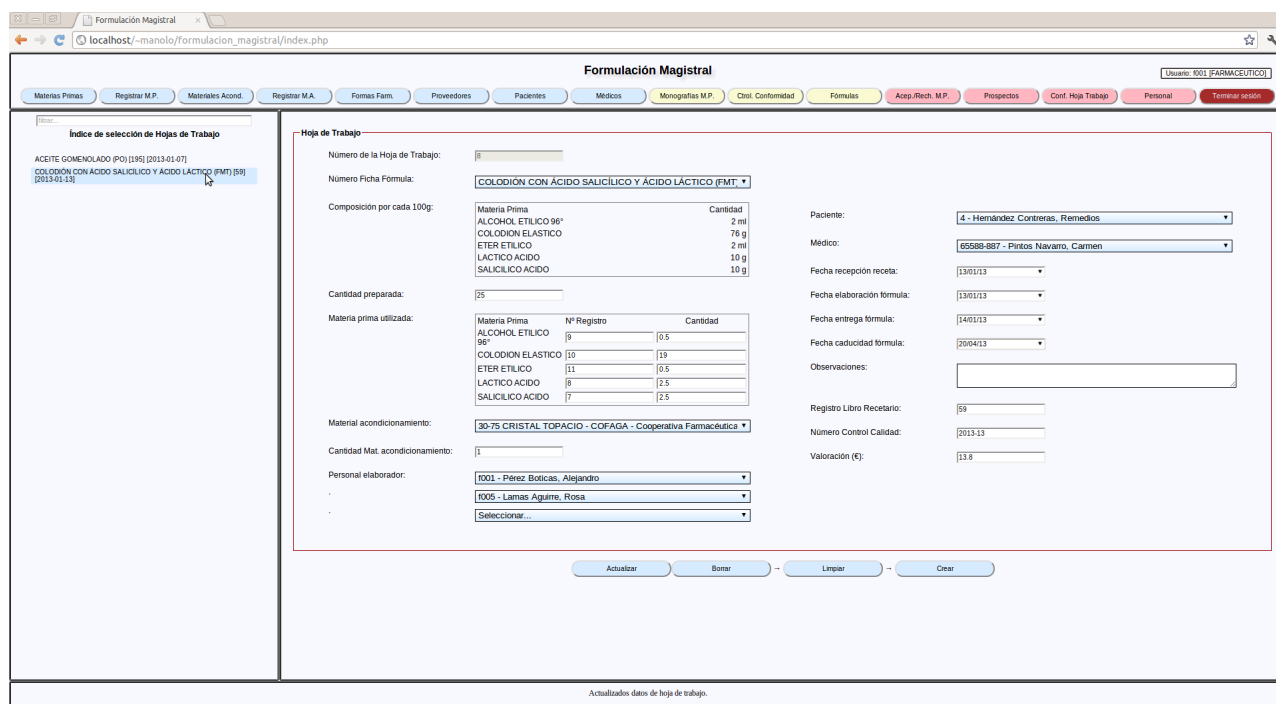 Formulación Magistral
localhost/~manolo/formulacion_magistral/index.php
Formulación Magistral
Usuario: f001 [FARMACEUTICO]
Materias Primas Registrar M.P. Materiales Acond. Registrar M.A. Formas Farm. Proveedores Pacientes Médicos Monografías M.P. Ctrol. Conformidad Fórmulas Acep./Rech. M.P. Prospectos Conf. Hoja Trabajo Personal Terminar sesión
filtrar...
Índice de selección de Hojas de Trabajo
ACEITE GOMENOLADO (PO) [195] [2013-01-07]
COLODIÓN CON ÁCIDO SALICÍLICO Y ÁCIDO LÁCTICO (FMT) [59]
[2013-01-13]
Hoja de Trabajo
Número de la Hoja de Trabajo: 8
Número Ficha Fórmula: COLODIÓN CON ÁCIDO SALICÍLICO Y ÁCIDO LÁCTICO (FMT)
Composición por cada 100g:
Materia Prima Cantidad
ALCOHOL ETILICO 96° 2 ml
COLODION ELASTICO 76 g
ETER ETILICO 2 ml
LACTICO ACIDO 10 g
SALICILICO ACIDO 10 g
Cantidad preparada: 25
Materia prima utilizada:
Materia Prima Nº Registro Cantidad
ALCOHOL ETILICO
96° 9 0.5
COLODION ELASTICO 10 19
ETER ETILICO 11 0.5
LACTICO ACIDO 8 2.5
SALICILICO ACIDO 7 2.5
Material acondicionamiento: 30-75 CRISTAL TOPACIO - COFAGA - Cooperativa Farmacéutica
Cantidad Mat. acondicionamiento: 1
Personal elaborador: f001 - Pérez Boticas, Alejandro
. f005 - Lamas Aguirre, Rosa
. Seleccionar...
Paciente: 4 - Hernández Contreras, Remedios
Médico: 65588-887 - Pintos Navarro, Carmen
Fecha recepción receta: 13/01/13
Fecha elaboración fórmula: 13/01/13
Fecha entrega fórmula: 14/01/13
Fecha caducidad fórmula: 20/04/13
Observaciones:
Registro Libro Recetario: 59
Número Control Calidad: 2013-13
Valoración (€): 13.8
Actualizar Borrar → Limpiar → Crear
Actualizados datos de hoja de trabajo.